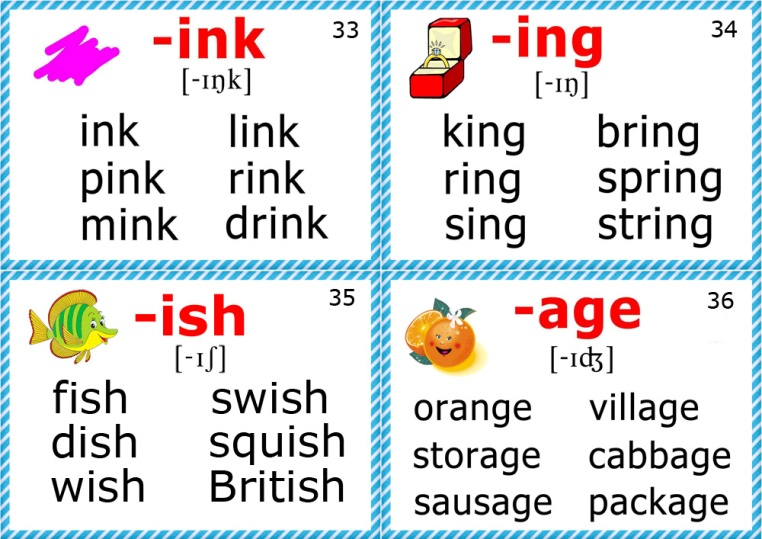 33
-ink
[-ɪŋk]
ink link
pink rink
mink drink
34
-ing
[-ɪŋ]
king bring
ring spring
sing string
35
-ish
[-ɪʃ]
fish swish
dish squish
wish British
36
-age
[-ɪʤ]
orange village
storage cabbage
sausage package